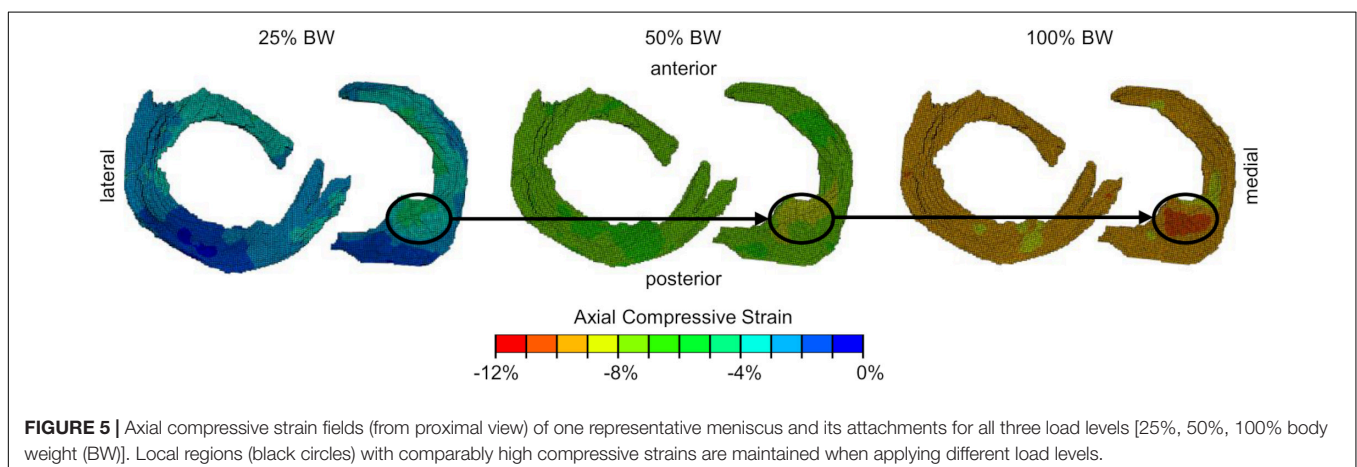 25% BW
50% BW
100% BW
anterior
lateral
medial
posterior
Axial Compressive Strain
-12%
-8%
-4%
0%
FIGURE 5 | Axial compressive strain fields (from proximal view) of one representative meniscus and its attachments for all three load levels [25%, 50%, 100% body
weight (BW)]. Local regions (black circles) with comparably high compressive strains are maintained when applying different load levels.